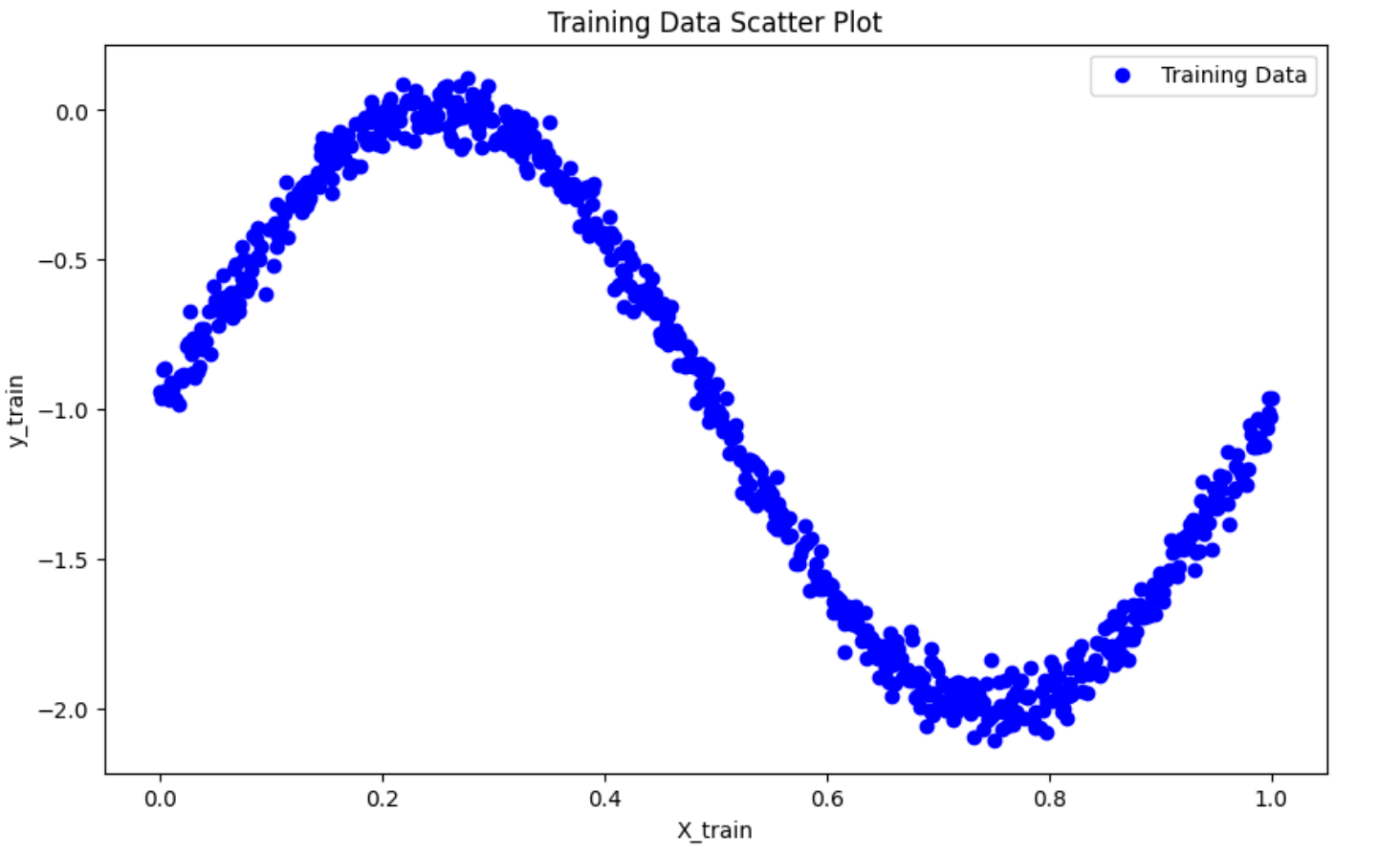 Training Data Scatter Plot
Training Data
0.0
−0.5
−1.0
−1.5
−2.0
y_train
0.0 0.2 0.4 0.6 0.8 1.0
X_train